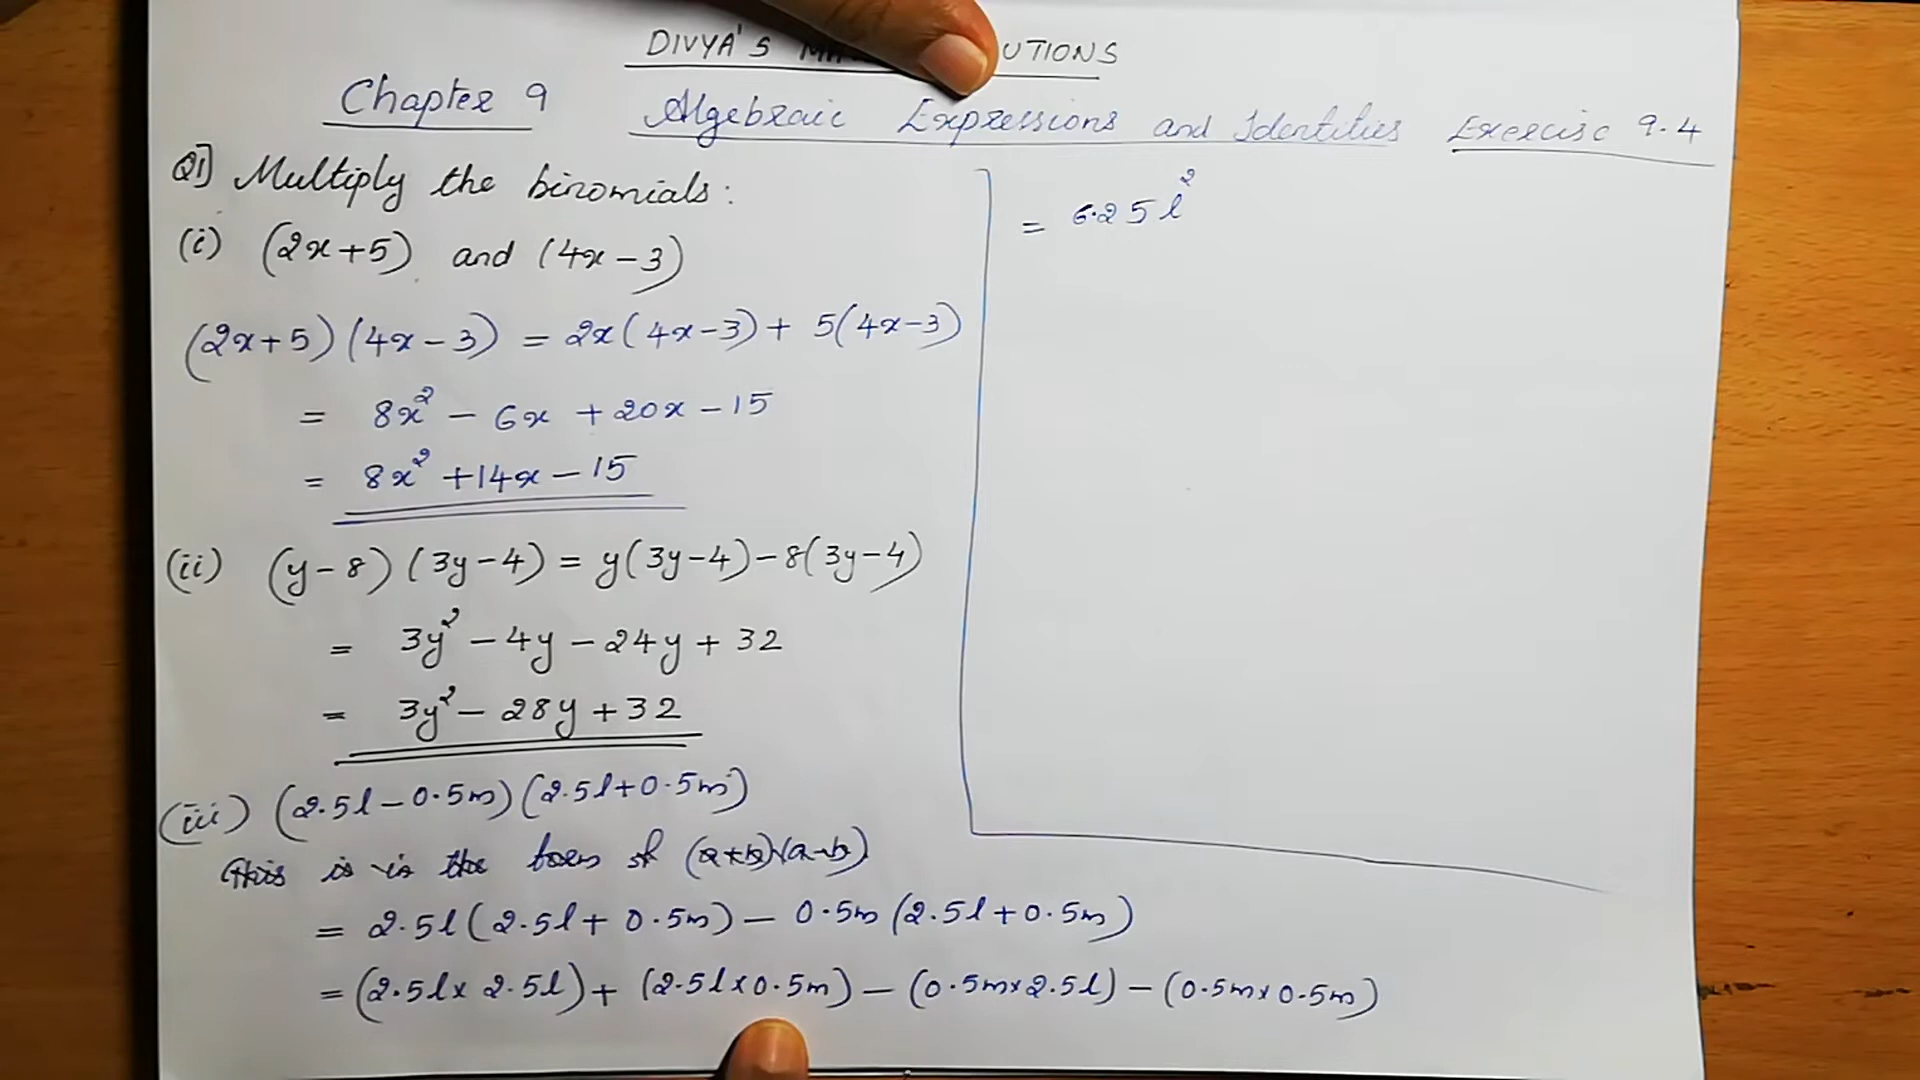 DIVYA'S UTIONS
Chapter 9 Algebraic Expressions and Identities Exercise 9.4
Q1] Multiply the binomials:
(i) (2x+5) and (4x-3)
(2x+5)(4x-3) = 2x(4x-3)+ 5(4x-3)
= 8x² - 6x + 20x - 15
= 8x² +14x - 15
(ii) (y-8)(3y-4) = y(3y-4)-8(3y-4)
= 3y² - 4y - 24y + 32
= 3y² - 28y + 32
(iii) (2.5l - 0.5m)(2.5l+0.5m)
This is in the form of (a+b)(a-b)
= 2.5l(2.5l+ 0.5m) - 0.5m(2.5l+0.5m)
= (2.5l x 2.5l)+ (2.5l x 0.5m) - (0.5m x 2.5l) - (0.5m x 0.5m)
= 6.25l²